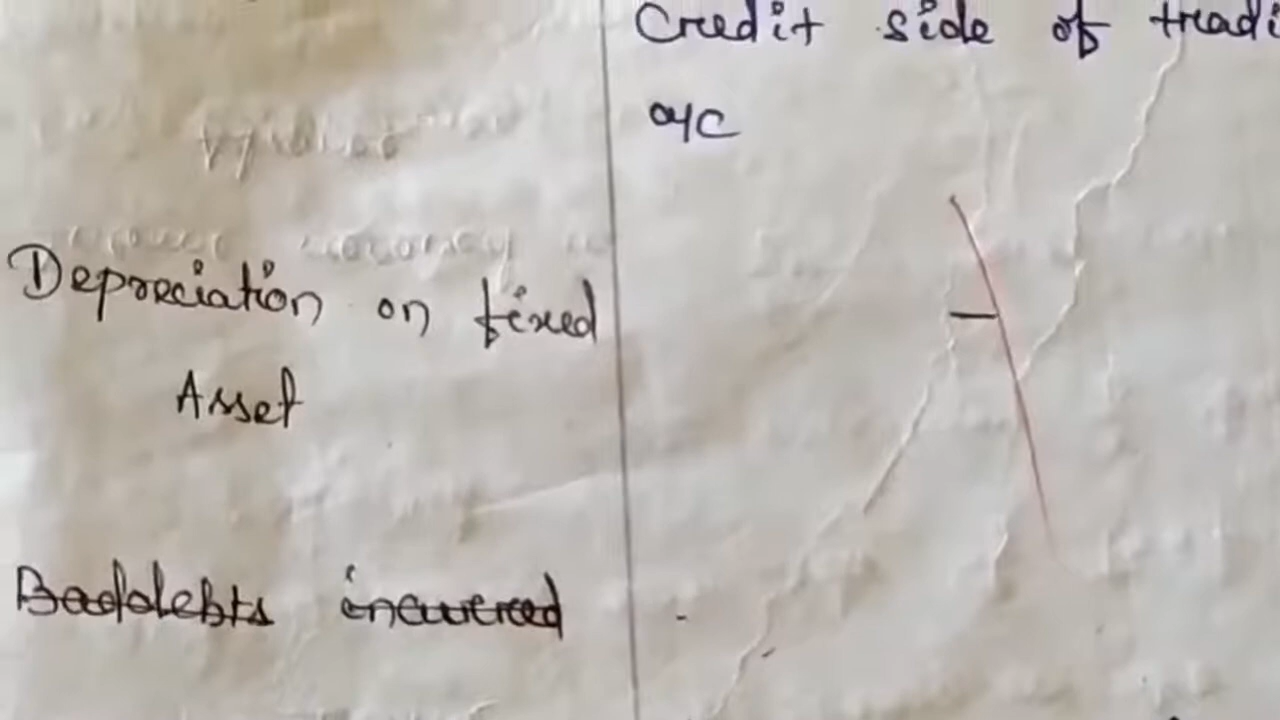 Credit side of tradi
a/c
Depreciation on fixed
Asset
Baddebts incurred